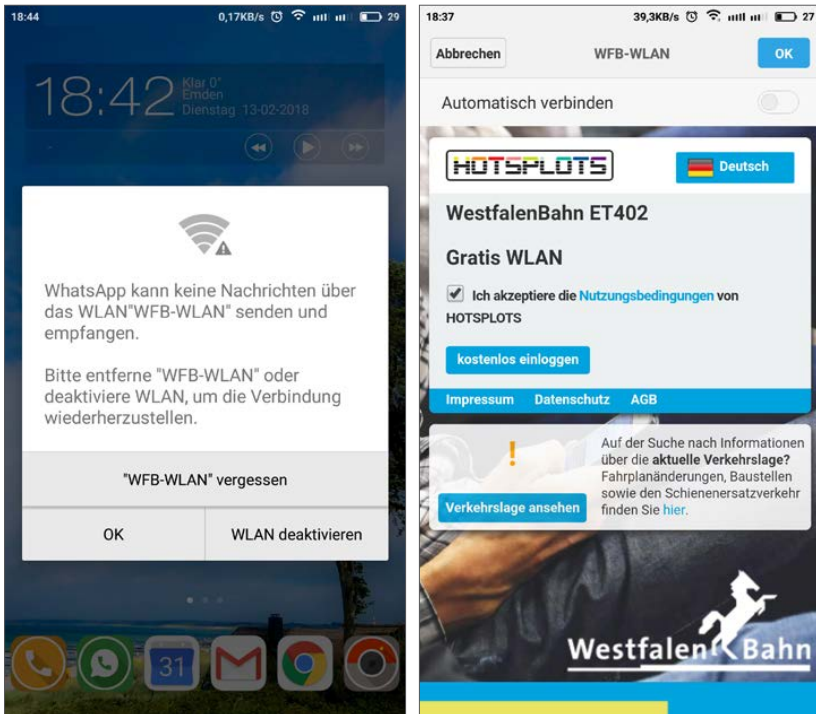 18:44
0,17KB/s
29
18:42
Klar 0°
Emden
Dienstag 13-02-2018
WhatsApp kann keine Nachrichten über
das WLAN"WFB-WLAN" senden und
empfangen.
Bitte entferne "WFB-WLAN" oder
deaktiviere WLAN, um die Verbindung
wiederherzustellen.
"WFB-WLAN" vergessen
OK
WLAN deaktivieren
31
18:37
39,3KB/s
27
Abbrechen
WFB-WLAN
OK
Automatisch verbinden
HOTSPLOTS
Deutsch
WestfalenBahn ET402
Gratis WLAN
Ich akzeptiere die Nutzungsbedingungen von
HOTSPLOTS
kostenlos einloggen
Impressum Datenschutz AGB
!
Verkehrslage ansehen
Auf der Suche nach Informationen
über die aktuelle Verkehrslage?
Fahrplanänderungen, Baustellen
sowie den Schienenersatzverkehr
finden Sie hier.
WestfalenBahn